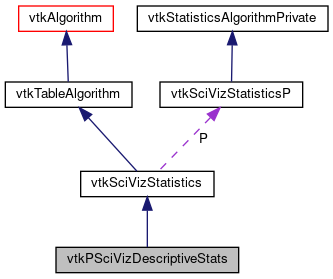 vtkAlgorithm
vtkStatisticsAlgorithmPrivate
vtkTableAlgorithm
vtkSciVizStatisticsP
P
vtkSciVizStatistics
vtkPSciVizDescriptiveStats